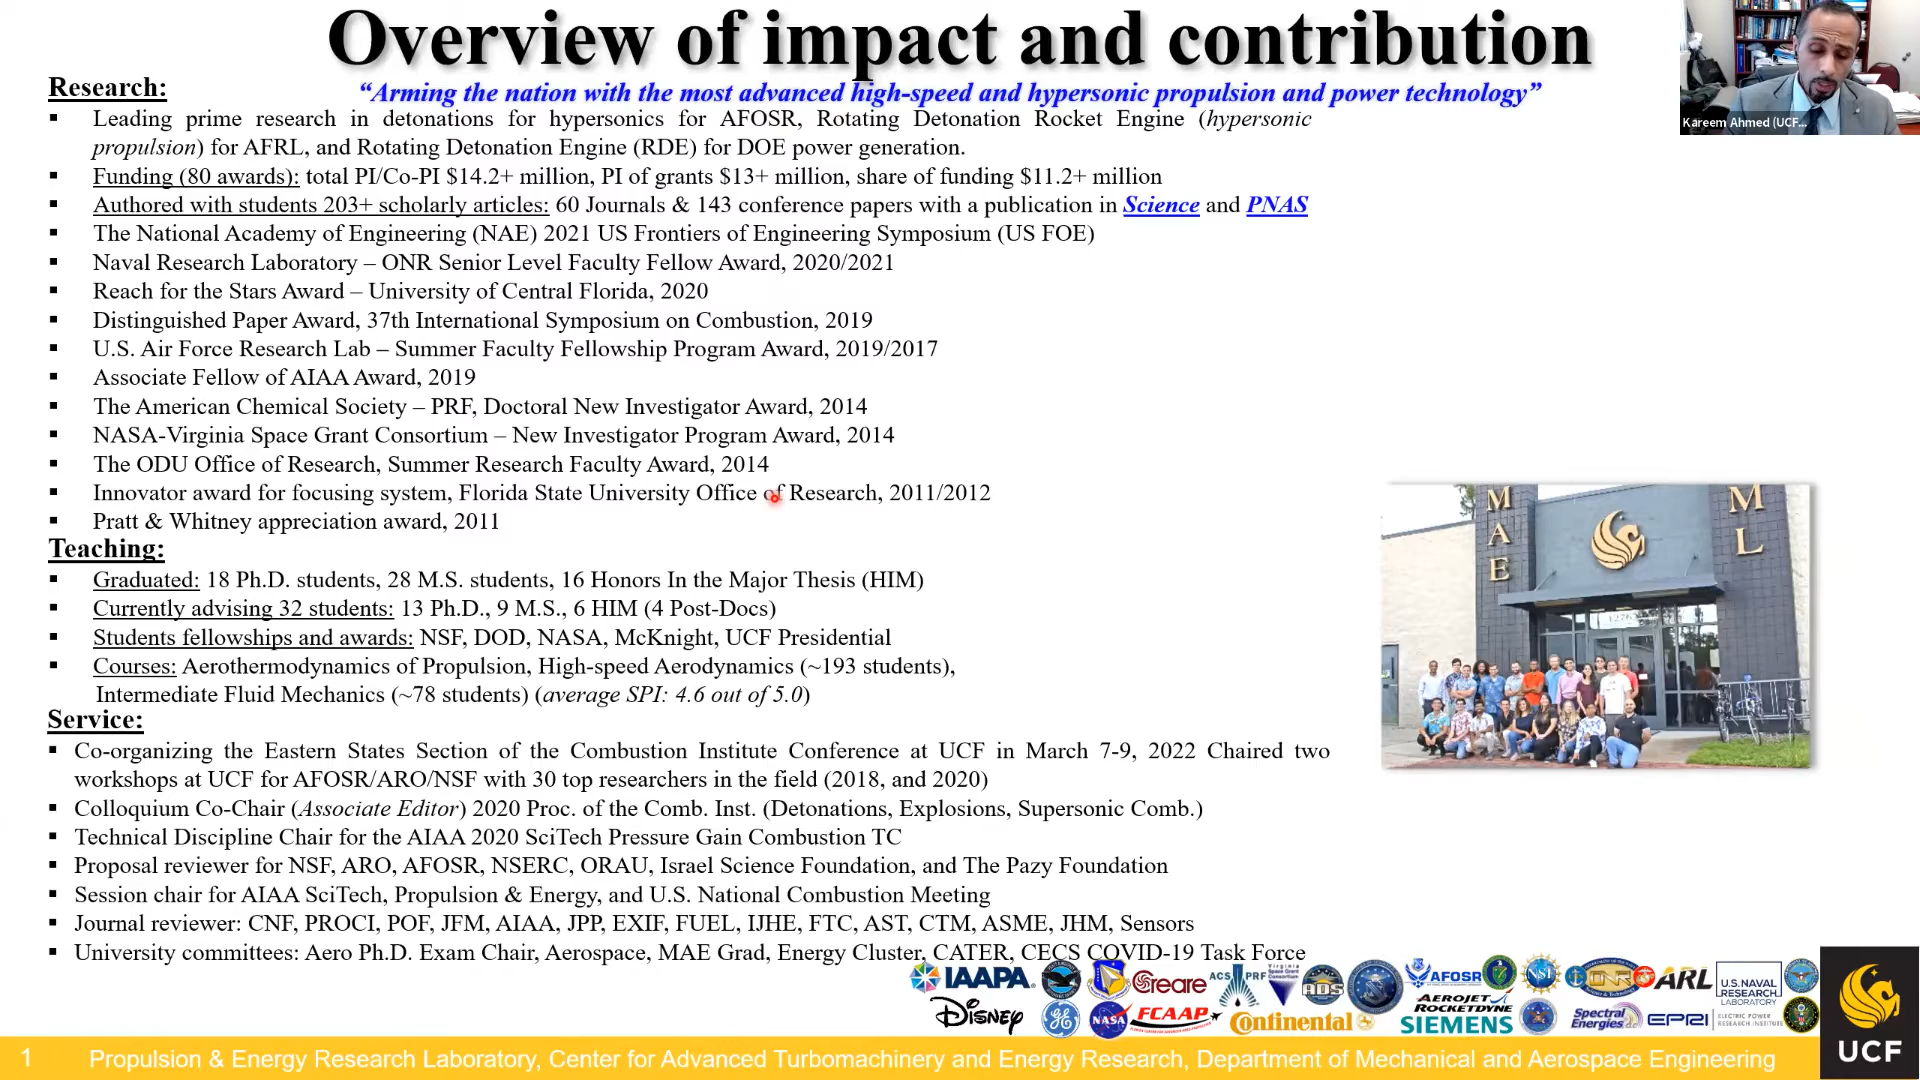 Overview of impact and contribution
Research:
“Arming the nation with the most advanced high-speed and hypersonic propulsion and power technology”
Kareem Ahmed (UCF...
▪ Leading prime research in detonations for hypersonics for AFOSR, Rotating Detonation Rocket Engine (hypersonic
propulsion) for AFRL, and Rotating Detonation Engine (RDE) for DOE power generation.
▪ Funding (80 awards): total PI/Co-PI $14.2+ million, PI of grants $13+ million, share of funding $11.2+ million
▪ Authored with students 203+ scholarly articles: 60 Journals & 143 conference papers with a publication in Science and PNAS
▪ The National Academy of Engineering (NAE) 2021 US Frontiers of Engineering Symposium (US FOE)
▪ Naval Research Laboratory – ONR Senior Level Faculty Fellow Award, 2020/2021
▪ Reach for the Stars Award – University of Central Florida, 2020
▪ Distinguished Paper Award, 37th International Symposium on Combustion, 2019
▪ U.S. Air Force Research Lab – Summer Faculty Fellowship Program Award, 2019/2017
▪ Associate Fellow of AIAA Award, 2019
▪ The American Chemical Society – PRF, Doctoral New Investigator Award, 2014
▪ NASA-Virginia Space Grant Consortium – New Investigator Program Award, 2014
▪ The ODU Office of Research, Summer Research Faculty Award, 2014
▪ Innovator award for focusing system, Florida State University Office of Research, 2011/2012
▪ Pratt & Whitney appreciation award, 2011
Teaching:
▪ Graduated: 18 Ph.D. students, 28 M.S. students, 16 Honors In the Major Thesis (HIM)
▪ Currently advising 32 students: 13 Ph.D., 9 M.S., 6 HIM (4 Post-Docs)
▪ Students fellowships and awards: NSF, DOD, NASA, McKnight, UCF Presidential
▪ Courses: Aerothermodynamics of Propulsion, High-speed Aerodynamics (~193 students),
Intermediate Fluid Mechanics (~78 students) (average SPI: 4.6 out of 5.0)
MAE
ML
Service:
▪ Co-organizing the Eastern States Section of the Combustion Institute Conference at UCF in March 7-9, 2022 Chaired two
workshops at UCF for AFOSR/ARO/NSF with 30 top researchers in the field (2018, and 2020)
▪ Colloquium Co-Chair (Associate Editor) 2020 Proc. of the Comb. Inst. (Detonations, Explosions, Supersonic Comb.)
▪ Technical Discipline Chair for the AIAA 2020 SciTech Pressure Gain Combustion TC
▪ Proposal reviewer for NSF, ARO, AFOSR, NSERC, ORAU, Israel Science Foundation, and The Pazy Foundation
▪ Session chair for AIAA SciTech, Propulsion & Energy, and U.S. National Combustion Meeting
▪ Journal reviewer: CNF, PROCI, POF, JFM, AIAA, JPP, EXIF, FUEL, IJHE, FTC, AST, CTM, ASME, JHM, Sensors
▪ University committees: Aero Ph.D. Exam Chair, Aerospace, MAE Grad, Energy Cluster, CATER, CECS COVID-19 Task Force
IAAPA Creare ACS PRF Virginia Space Grant Consortium ADS AFOSR NSF ONR ARL U.S. NAVAL RESEARCH LABORATORY
Disney GE NASA FCAAP Continental AEROJET ROCKETDYNE SIEMENS Spectral Energies EPRI ELECTRIC POWER RESEARCH INSTITUTE
UCF
1 Propulsion & Energy Research Laboratory, Center for Advanced Turbomachinery and Energy Research, Department of Mechanical and Aerospace Engineering